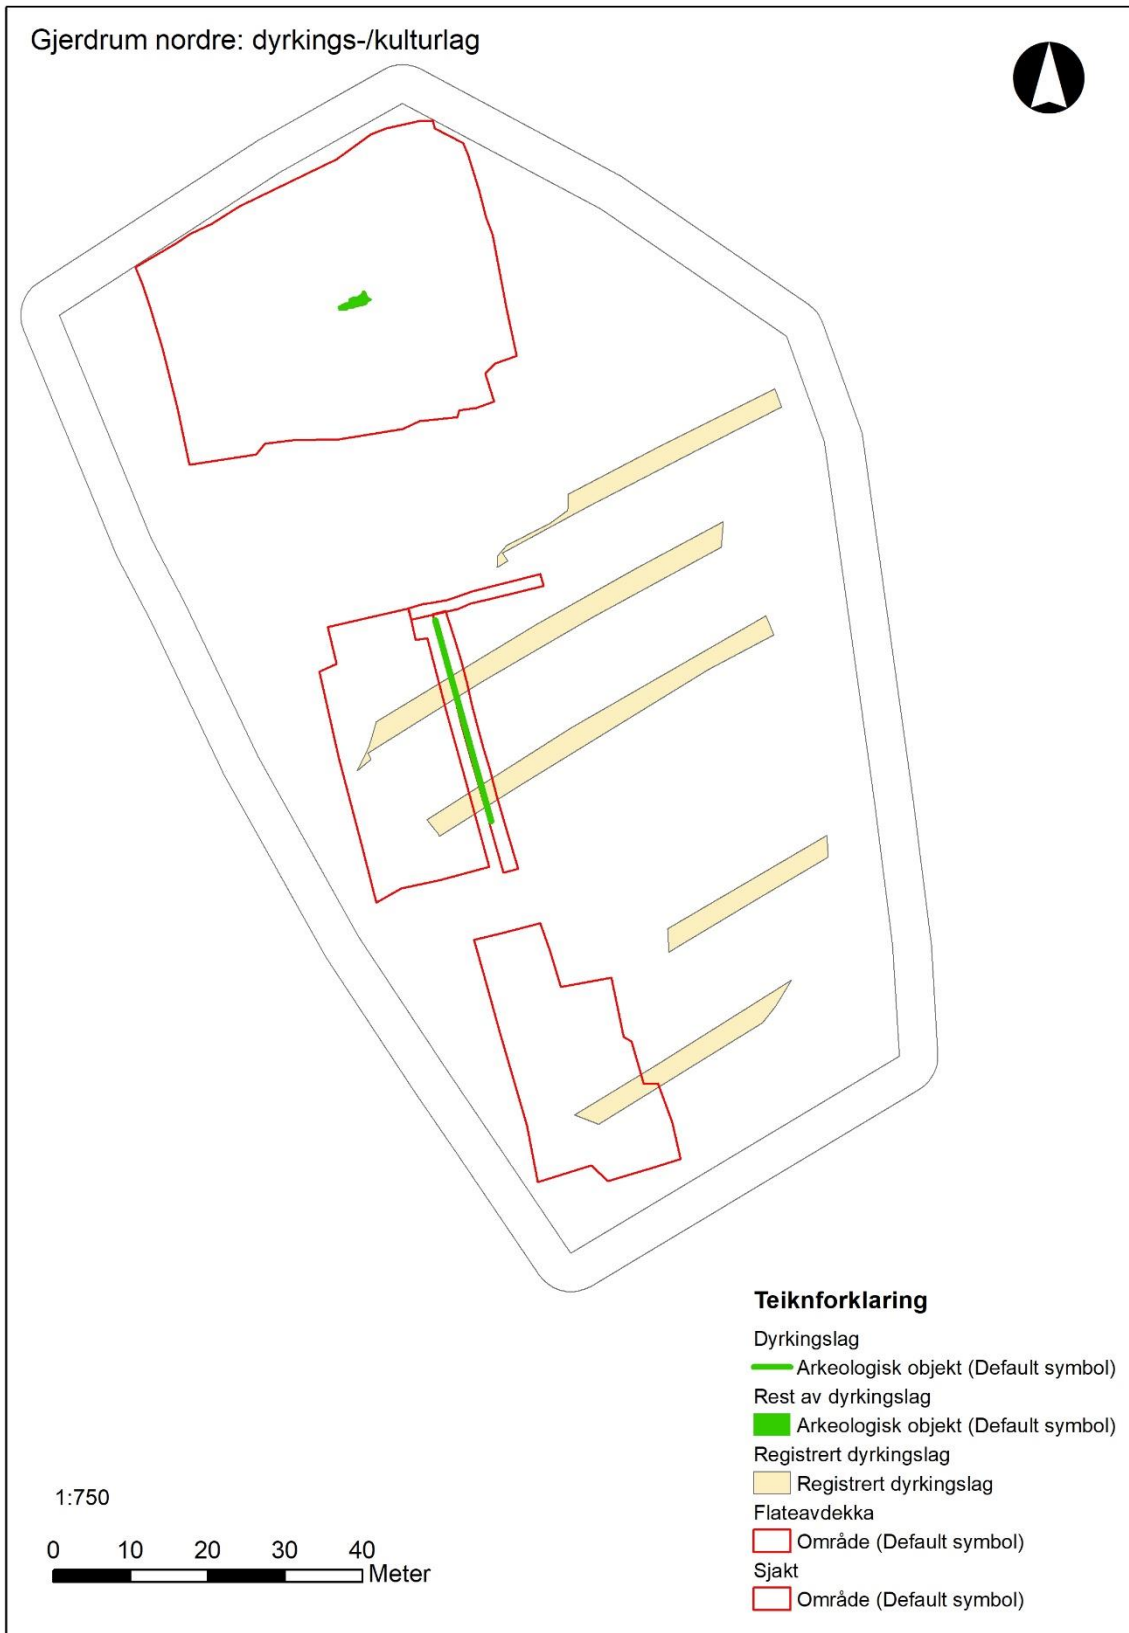 Gjerdrum nordre: dyrkings-/kulturlag
Teiknforklaring
Dyrkingslag
Arkeologisk objekt (Default symbol)
Rest av dyrkingslag
Arkeologisk objekt (Default symbol)
Registrert dyrkingslag
Registrert dyrkingslag
Flateavdekka
Område (Default symbol)
Sjakt
Område (Default symbol)
1:750
0 10 20 30 40
Meter